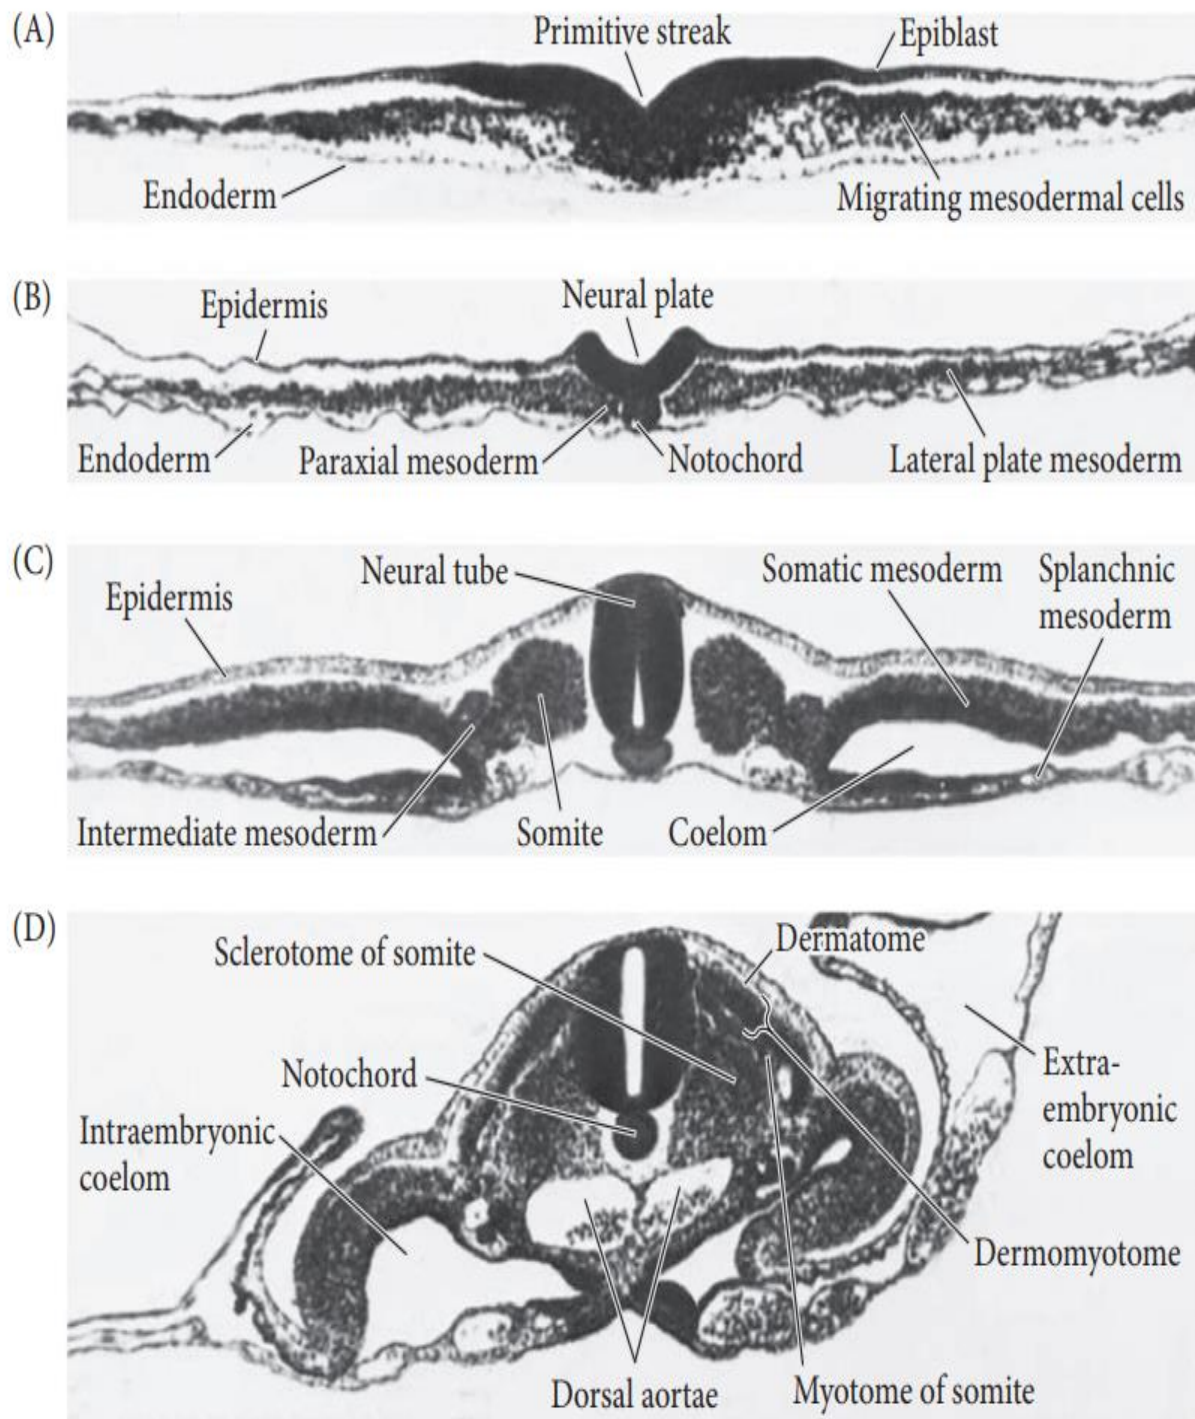 (A)
Primitive streak
Epiblast
Endoderm
Migrating mesodermal cells
(B)
Epidermis
Neural plate
Endoderm
Paraxial mesoderm
Notochord
Lateral plate mesoderm
(C)
Epidermis
Neural tube
Somatic mesoderm
Splanchnic
mesoderm
Intermediate mesoderm
Somite
Coelom
(D)
Sclerotome of somite
Dermatome
Notochord
Intraembryonic
coelom
Extra-
embryonic
coelom
Dermomyotome
Dorsal aortae
Myotome of somite